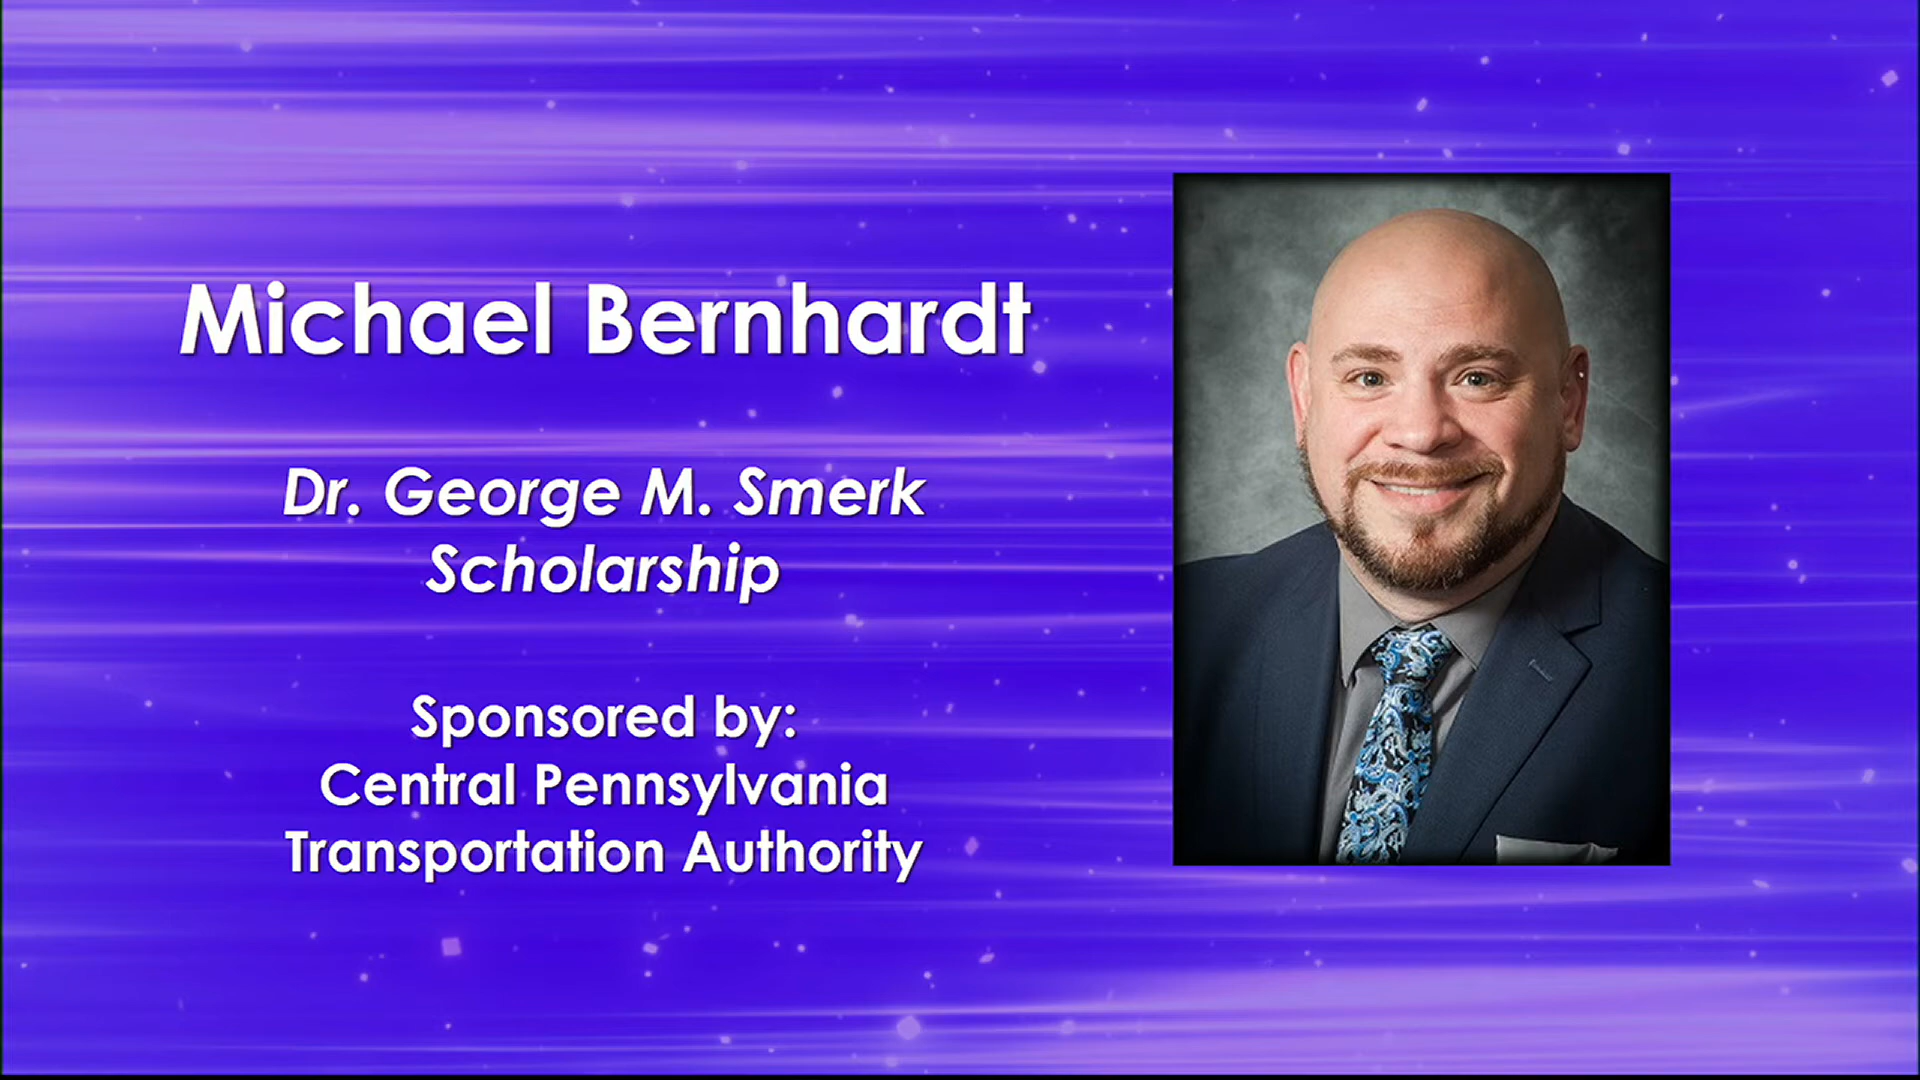 Michael Bernhardt
Dr. George M. Smerk
Scholarship
Sponsored by:
Central Pennsylvania
Transportation Authority